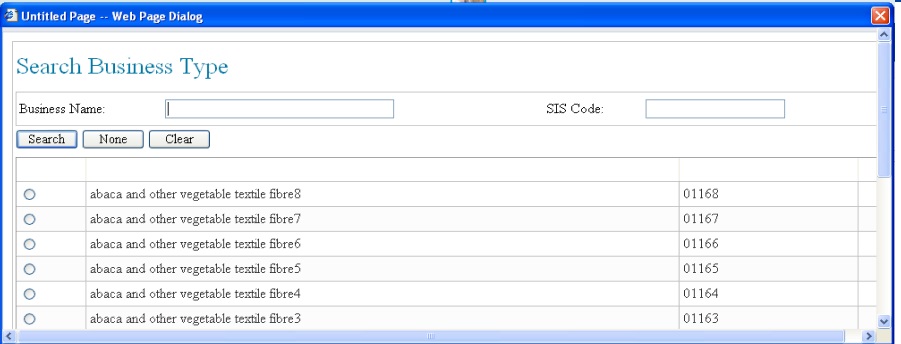 Untitled Page -- Web Page Dialog
Search Business Type
Business Name: SIS Code:
Search None Clear
abaca and other vegetable textile fibre8 01168
abaca and other vegetable textile fibre7 01167
abaca and other vegetable textile fibre6 01166
abaca and other vegetable textile fibre5 01165
abaca and other vegetable textile fibre4 01164
abaca and other vegetable textile fibre3 01163